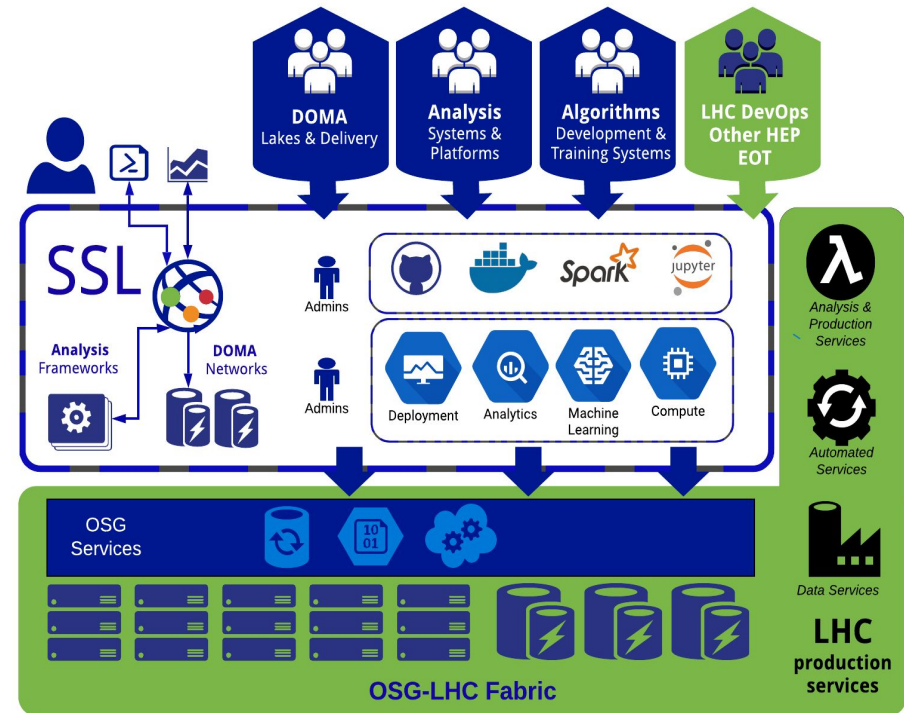 DOMA
Lakes & Delivery
Analysis
Systems &
Platforms
Algorithms
Development &
Training Systems
LHC DevOps
Other HEP
EOT
SSL
Analysis
Frameworks
DOMA
Networks
Admins
Spark
jupyter
Admins
Deployment
Analytics
Machine
Learning
Compute
λ
Analysis &
Production
Services
Automated
Services
Data Services
LHC
production
services
OSG
Services
10
01
OSG-LHC Fabric